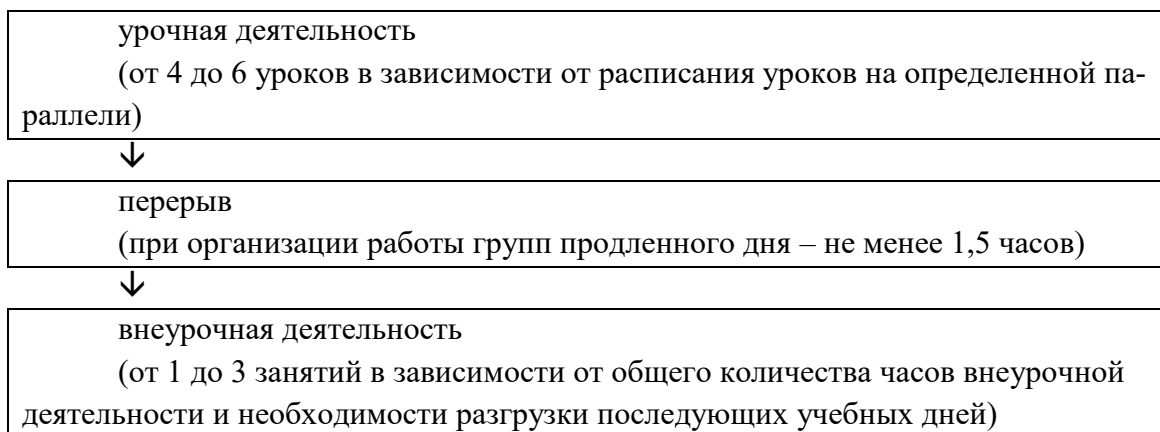 урочная деятельность
(от 4 до 6 уроков в зависимости от расписания уроков на определенной па-
раллели)
↓
перерыв
(при организации работы групп продленного дня – не менее 1,5 часов)
↓
внеурочная деятельность
(от 1 до 3 занятий в зависимости от общего количества часов внеурочной
деятельности и необходимости разгрузки последующих учебных дней)